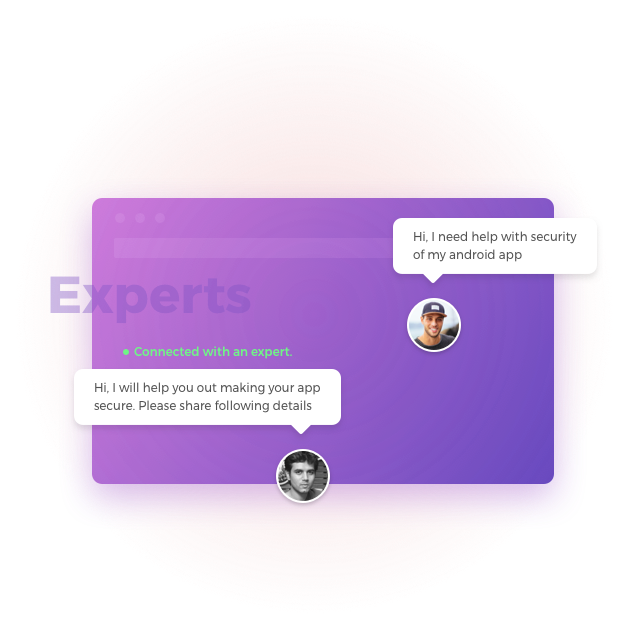 Hi, I need help with security
of my android app
Experts
Connected with an expert.
Hi, I will help you out making your app
secure. Please share following details